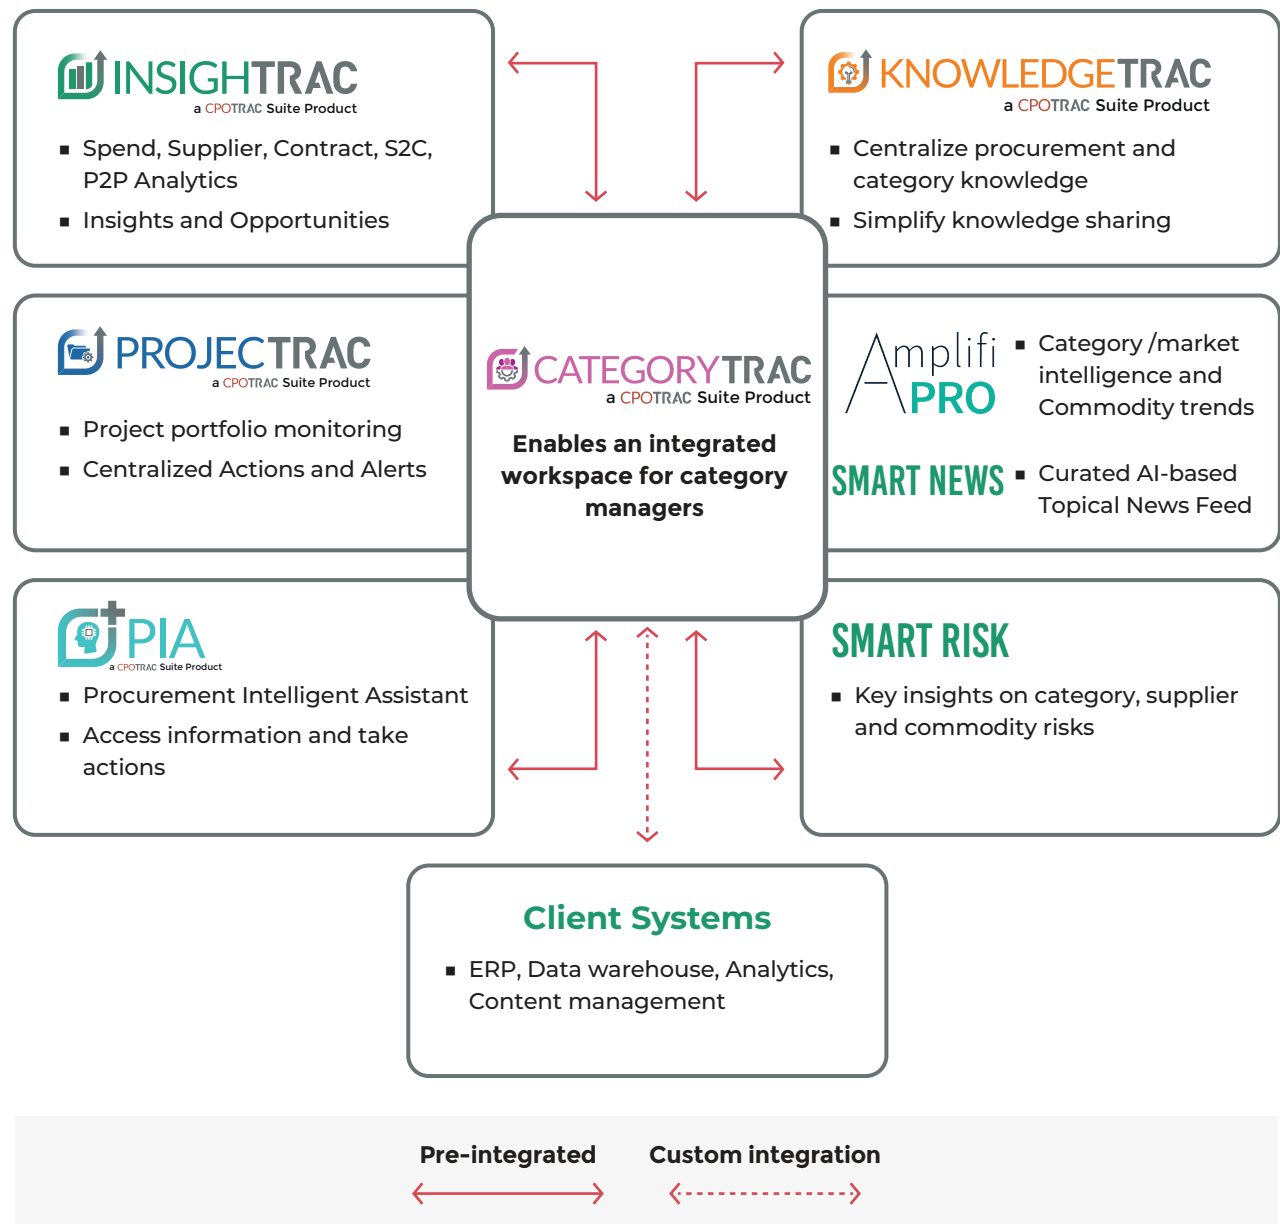 INSIGHTRAC
a CPOTRAC Suite Product
▪ Spend, Supplier, Contract, S2C,
P2P Analytics
▪ Insights and Opportunities
KNOWLEDGETRAC
a CPOTRAC Suite Product
▪ Centralize procurement and
category knowledge
▪ Simplify knowledge sharing
PROJECTRAC
a CPOTRAC Suite Product
▪ Project portfolio monitoring
▪ Centralized Actions and Alerts
CATEGORYTRAC
a CPOTRAC Suite Product
Enables an integrated
workspace for category
managers
Amplifi
PRO
▪ Category /market
intelligence and
Commodity trends
SMART NEWS
▪ Curated AI-based
Topical News Feed
PIA
a CPOTRAC Suite Product
▪ Procurement Intelligent Assistant
▪ Access information and take
actions
SMART RISK
▪ Key insights on category, supplier
and commodity risks
Client Systems
▪ ERP, Data warehouse, Analytics,
Content management
Pre-integrated
Custom integration